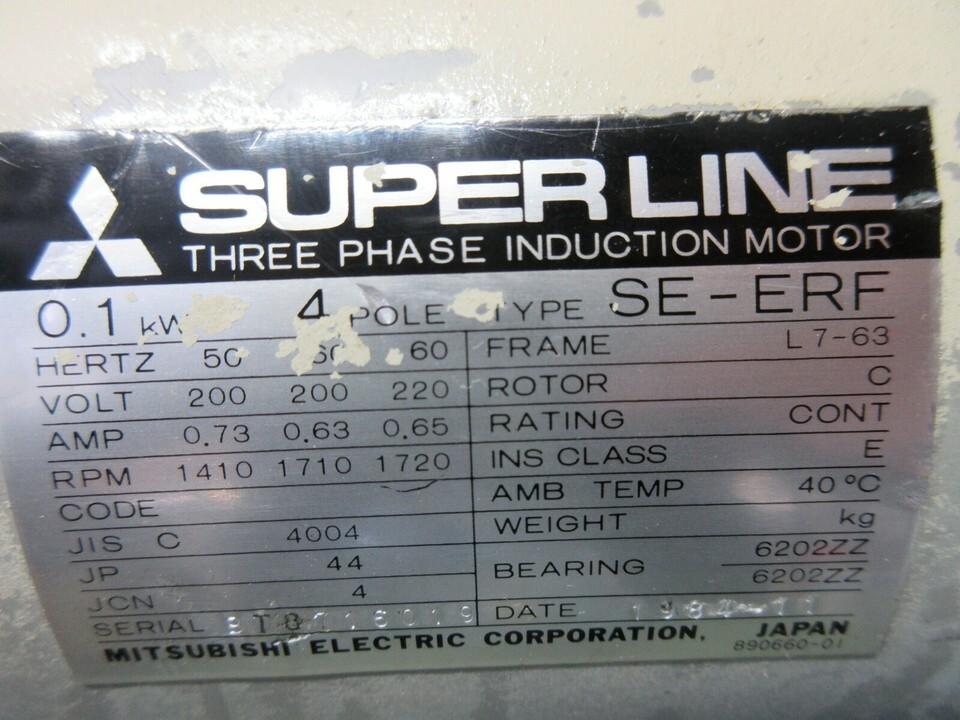 SUPER LINE
THREE PHASE INDUCTION MOTOR
0.1 kW 4 POLE TYPE SE-ERF
HERTZ 50 60 60
VOLT 200 200 220
AMP 0.73 0.63 0.65
RPM 1410 1710 1720
CODE
JIS C 4004
JP 44
JCN 4
SERIAL
FRAME L7-63
ROTOR C
RATING CONT
INS CLASS E
AMB TEMP 40°C
WEIGHT kg
BEARING 6202ZZ
6202ZZ
DATE
MITSUBISHI ELECTRIC CORPORATION, JAPAN
890660-01